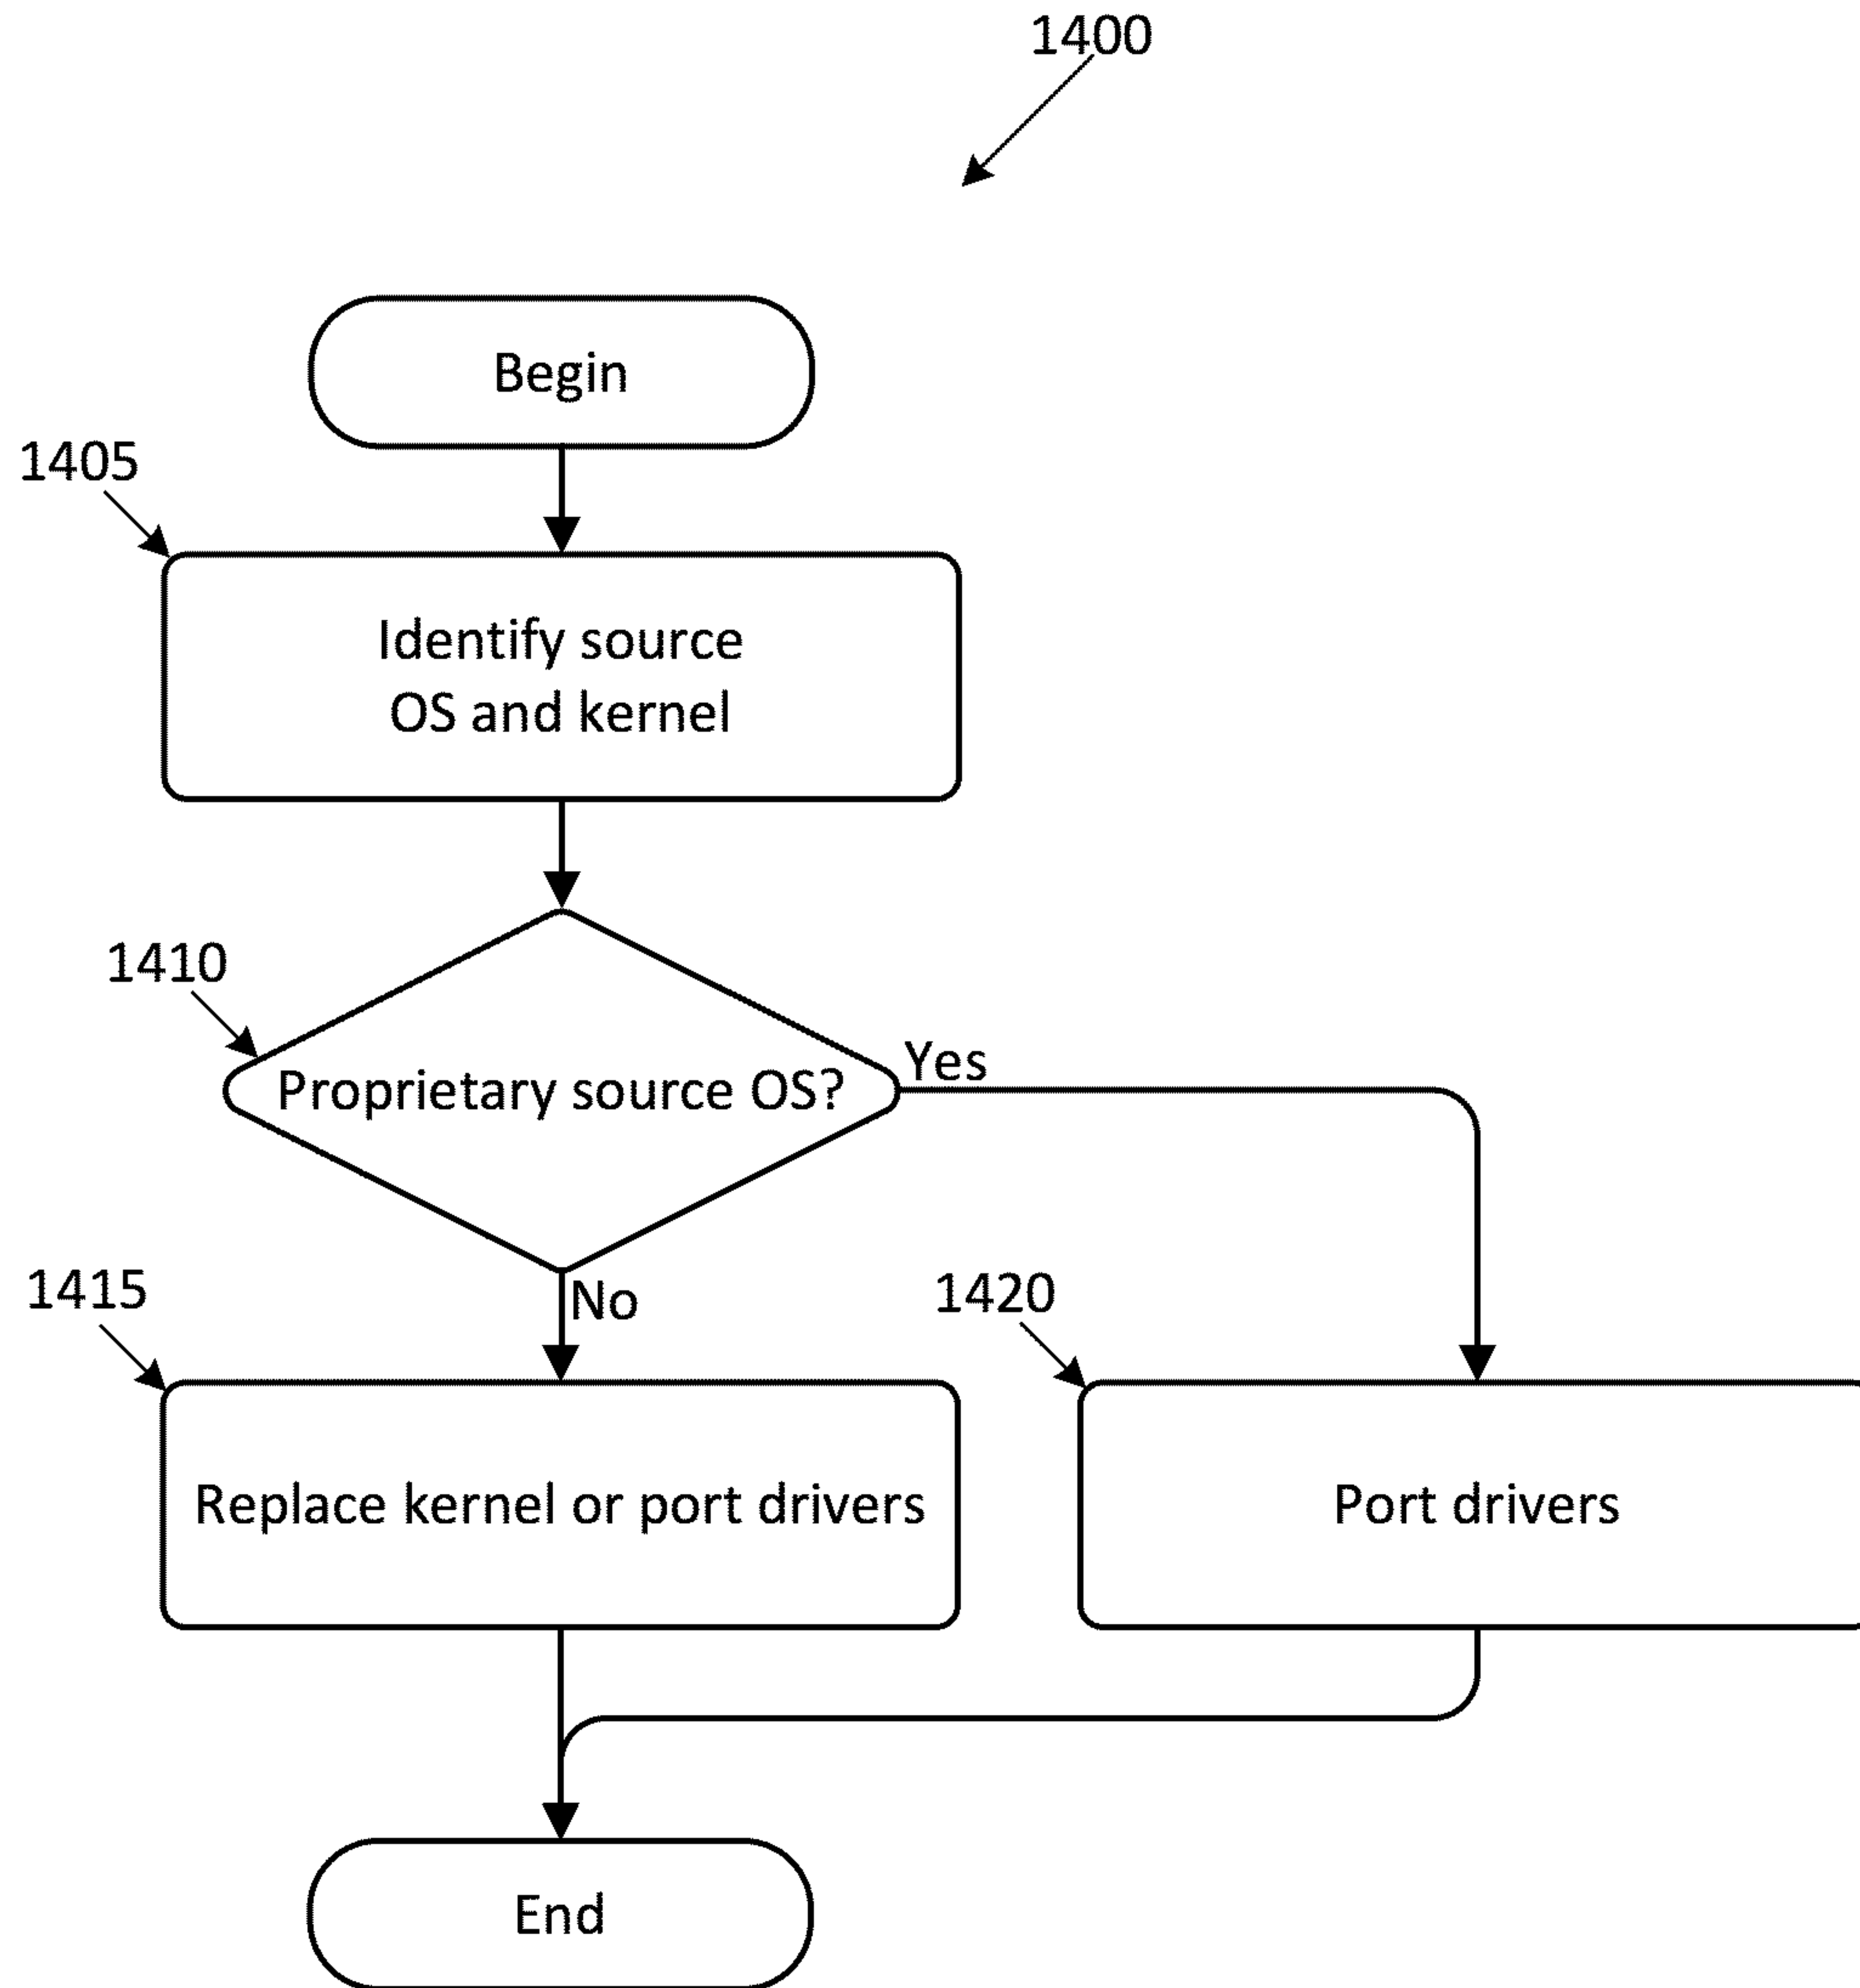 1400
Begin
1405
Identify source
OS and kernel
1410
Proprietary source OS?
Yes
No
1415
1420
Replace kernel or port drivers
Port drivers
End